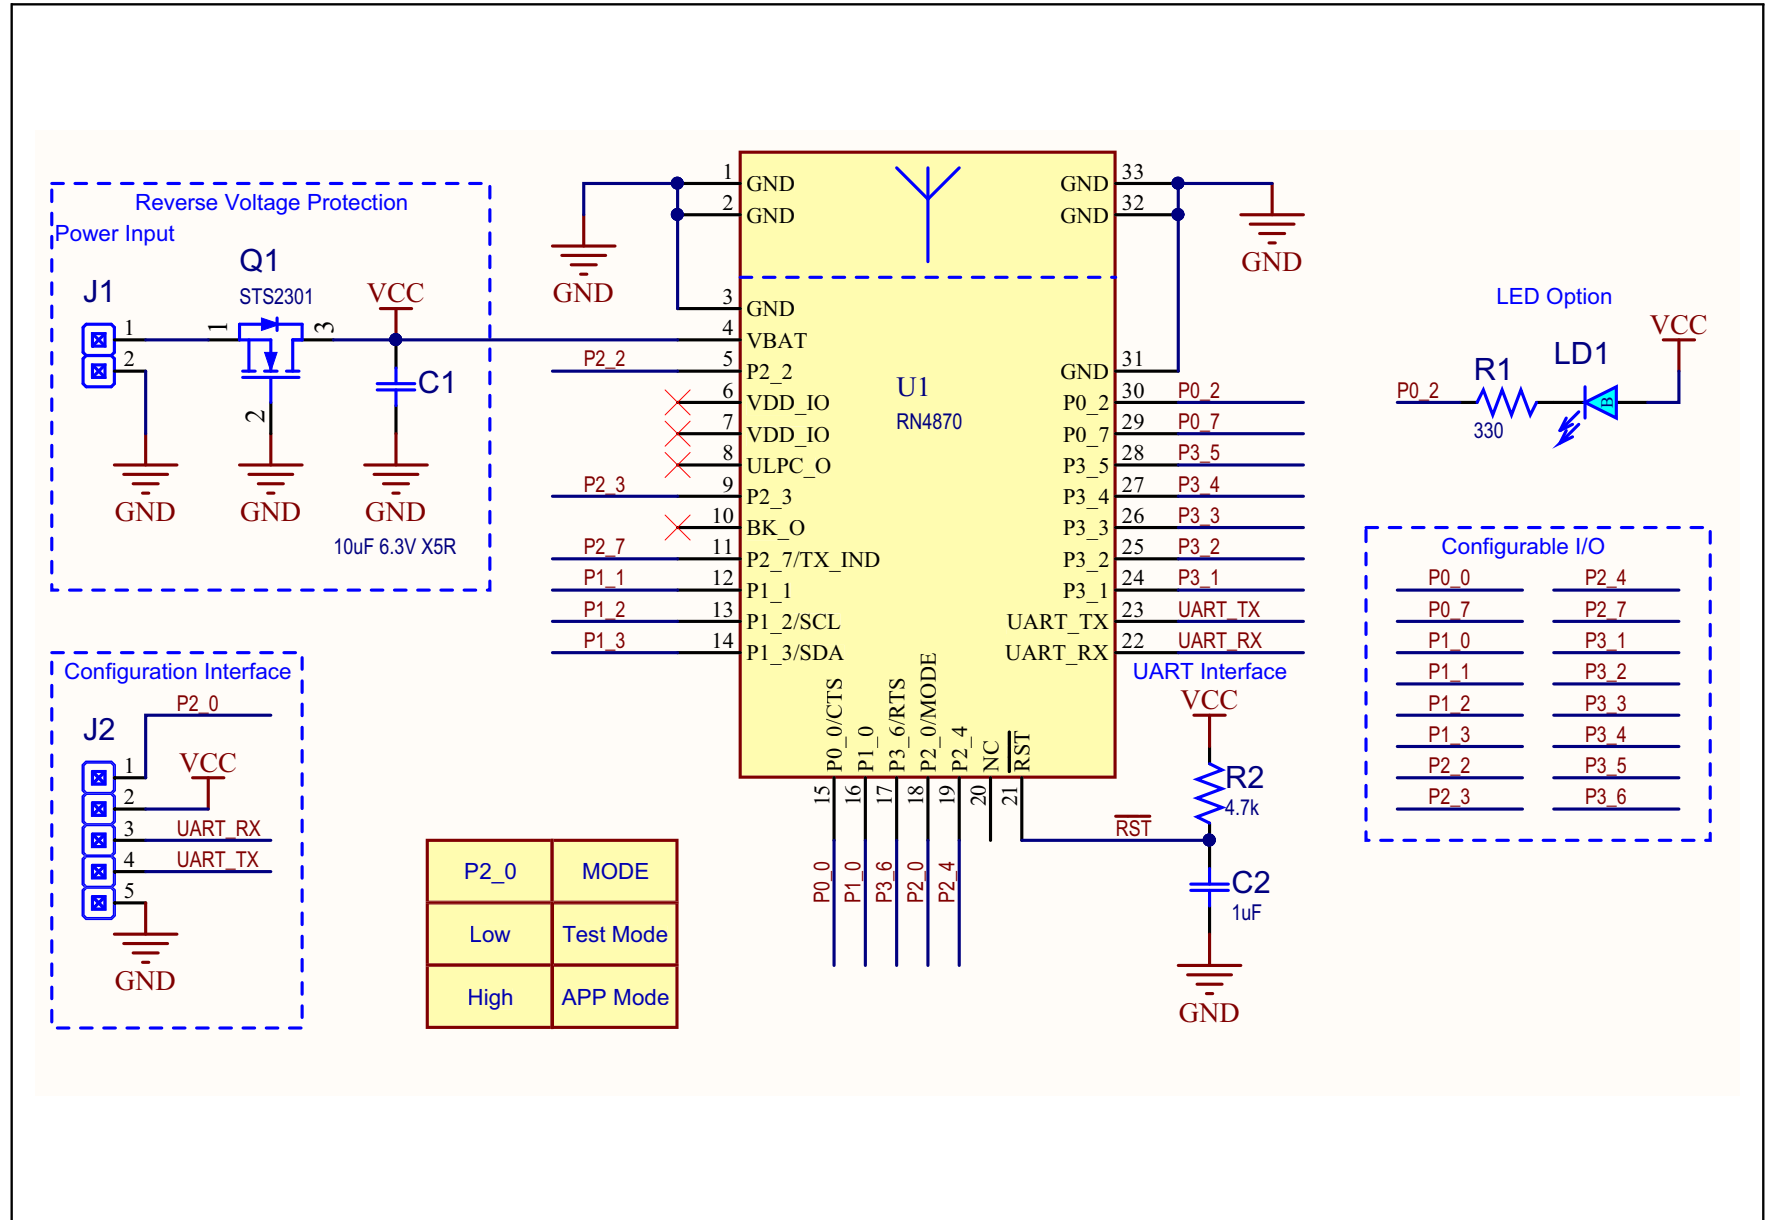 Reverse Voltage Protection
Power Input
J1
1
2
Q1
STS2301
1
3
2
VCC
C1
10uF 6.3V X5R
GND
GND
GND
Configuration Interface
J2
P2_0
1
VCC
2
3 UART_RX
4 UART_TX
5
GND
P2_0 MODE
Low Test Mode
High APP Mode
GND
U1
RN4870
1 GND
2 GND
3 GND
4 VBAT
P2_2 5 P2_2
6 VDD_IO
7 VDD_IO
8 ULPC_O
P2_3 9 P2_3
10 BK_O
P2_7 11 P2_7/TX_IND
P1_1 12 P1_1
P1_2 13 P1_2/SCL
P1_3 14 P1_3/SDA
P0_0/CTS 15 P0_0
P1_0 16 P1_0
P3_6/RTS 17 P3_6
P2_0/MODE 18 P2_0
P2_4 19 P2_4
NC 20
RST 21
GND 33
GND 32
GND
GND 31
P0_2 30 P0_2
P0_7 29 P0_7
P3_5 28 P3_5
P3_4 27 P3_4
P3_3 26 P3_3
P3_2 25 P3_2
P3_1 24 P3_1
UART_TX 23 UART_TX
UART_RX 22 UART_RX
UART Interface
VCC
R2
4.7k
RST
C2
1uF
GND
LED Option
VCC
P0_2
R1
330
LD1
B
Configurable I/O
P0_0 P2_4
P0_7 P2_7
P1_0 P3_1
P1_1 P3_2
P1_2 P3_3
P1_3 P3_4
P2_2 P3_5
P2_3 P3_6